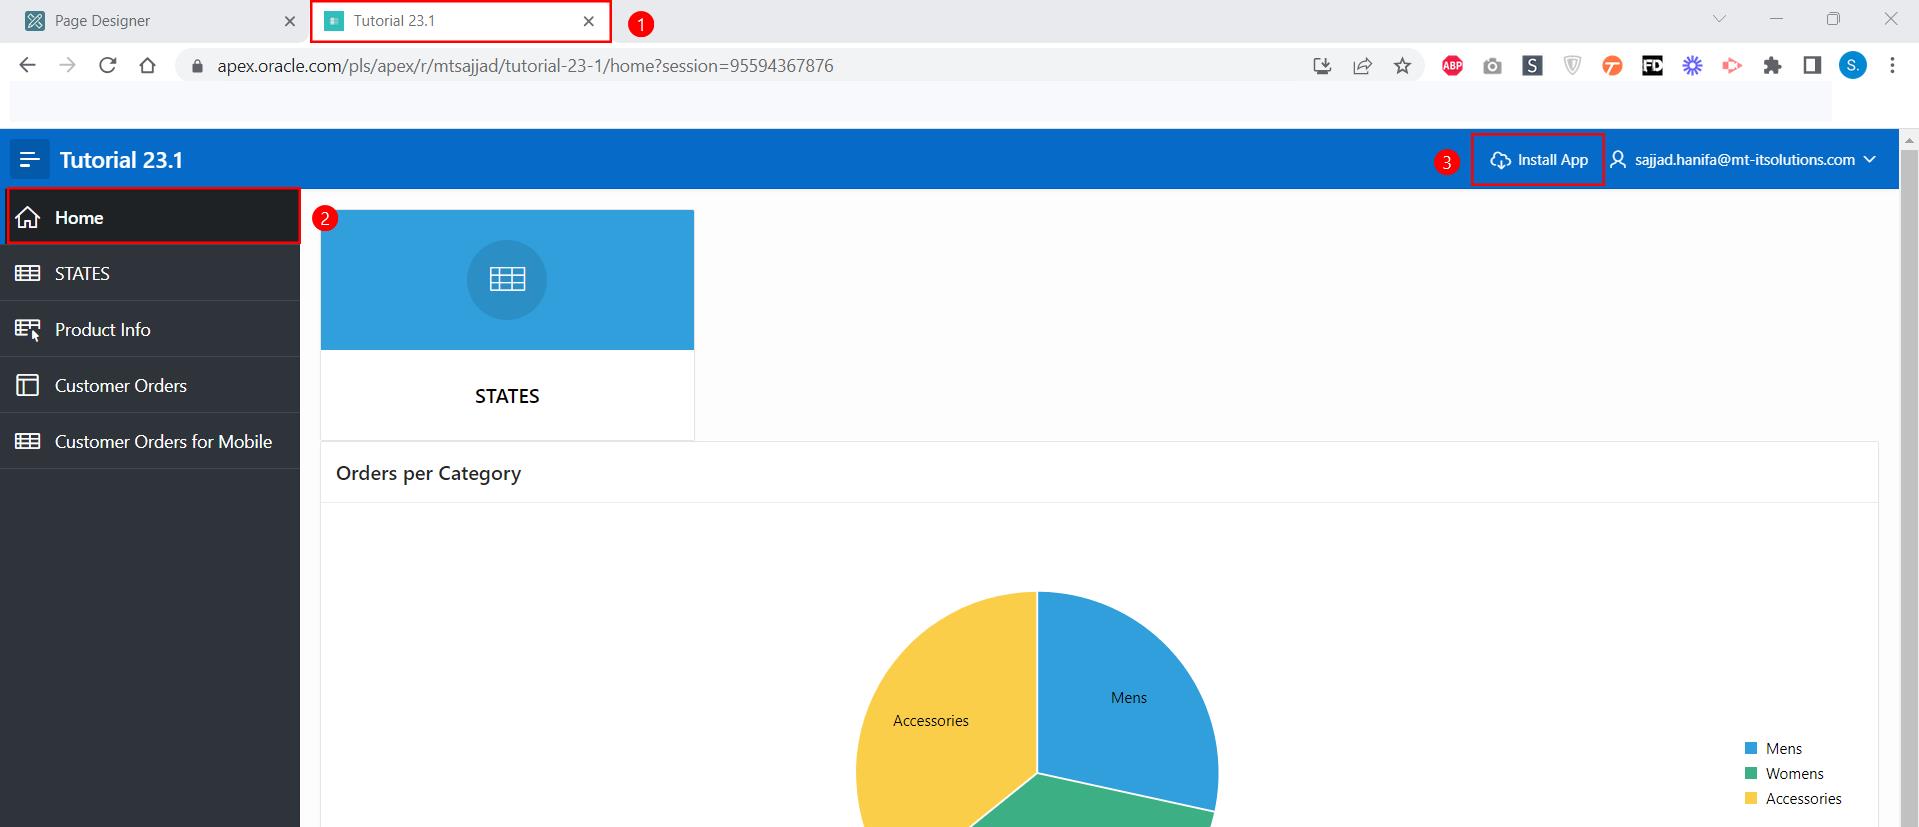 Page Designer
Tutorial 23.1
1
apex.oracle.com/pls/apex/r/mtsajjad/tutorial-23-1/home?session=95594367876
ABP
S
FD
S.
Tutorial 23.1
3
Install App
sajjad.hanifa@mt-itsolutions.com
Home
2
STATES
Product Info
Customer Orders
Customer Orders for Mobile
STATES
Orders per Category
Mens
Accessories
Mens
Womens
Accessories